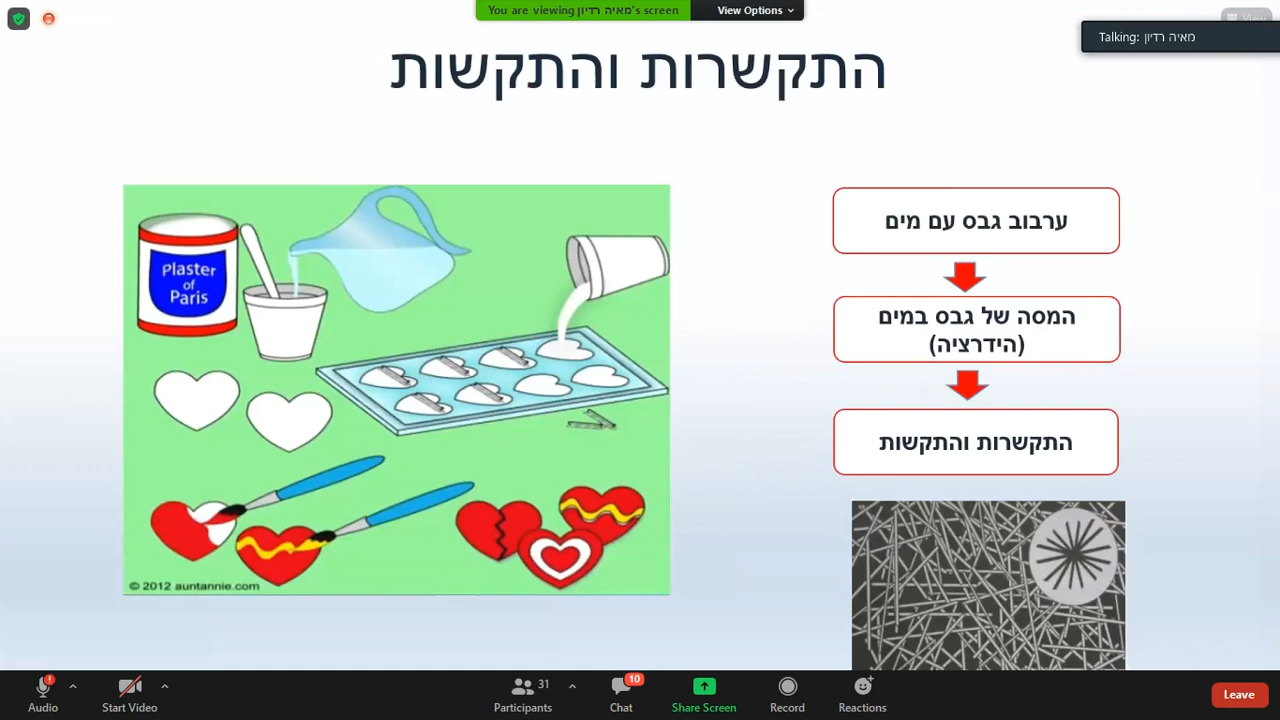 You are viewing מאיה רדיון's screen
View Options
View
Talking: מאיה רדיון
התקשרות והתקשות
ערבוב גבס עם מים
המסה של גבס במים
(הידרציה)
התקשרות והתקשות
Plaster
of
Paris
© 2012 auntannie.com
Audio
Start Video
31
Participants
10
Chat
Share Screen
Record
Reactions
Leave